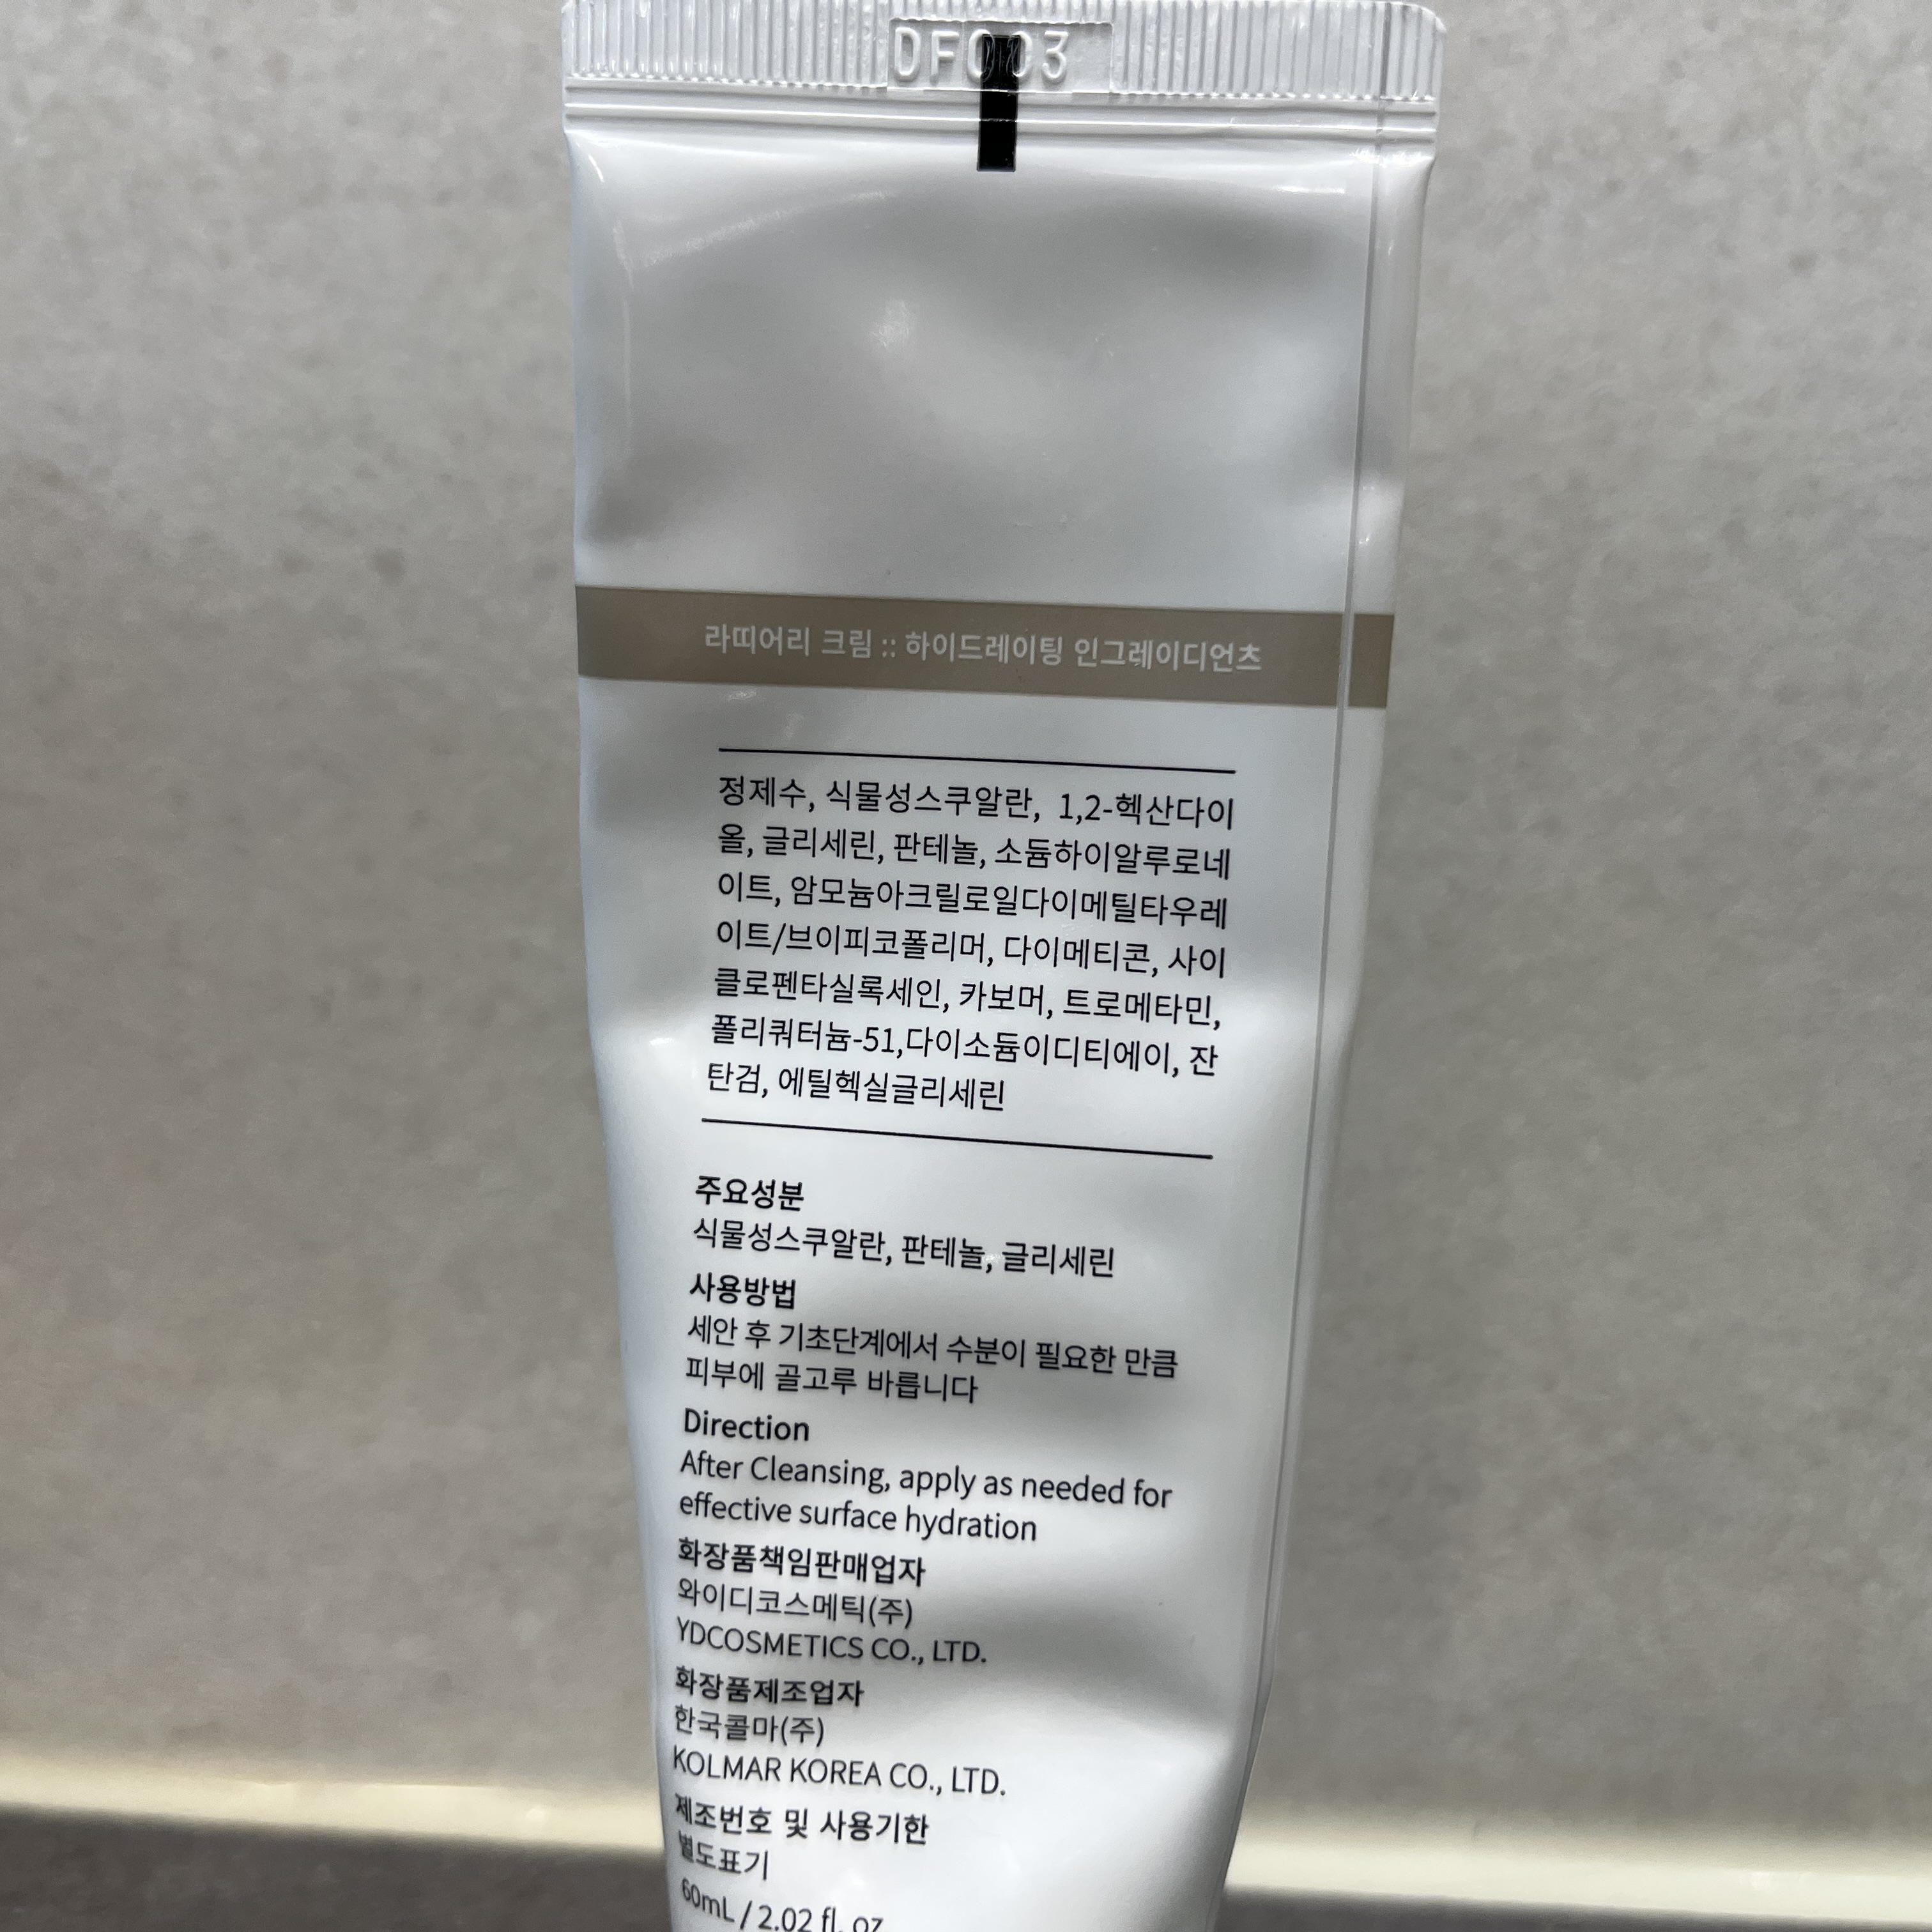 DF003
라띠어리 크림 :: 하이드레이팅 인그레이디언츠
정제수, 식물성스쿠알란, 1,2-헥산다이
올, 글리세린, 판테놀, 소듐하이알루로네
이트, 암모늄아크릴로일다이메틸타우레
이트/브이피코폴리머, 다이메티콘, 사이
클로펜타실록세인, 카보머, 트로메타민,
폴리쿼터늄-51,다이소듐이디티에이, 잔
탄검, 에틸헥실글리세린
주요성분
식물성스쿠알란, 판테놀, 글리세린
사용방법
세안 후 기초단계에서 수분이 필요한 만큼
피부에 골고루 바릅니다
Direction
After Cleansing, apply as needed for
effective surface hydration
화장품책임판매업자
와이디코스메틱(주)
YDCOSMETICS CO., LTD.
화장품제조업자
한국콜마(주)
KOLMAR KOREA CO., LTD.
제조번호 및 사용기한
별도표기
60mL / 2.02 fl. oz